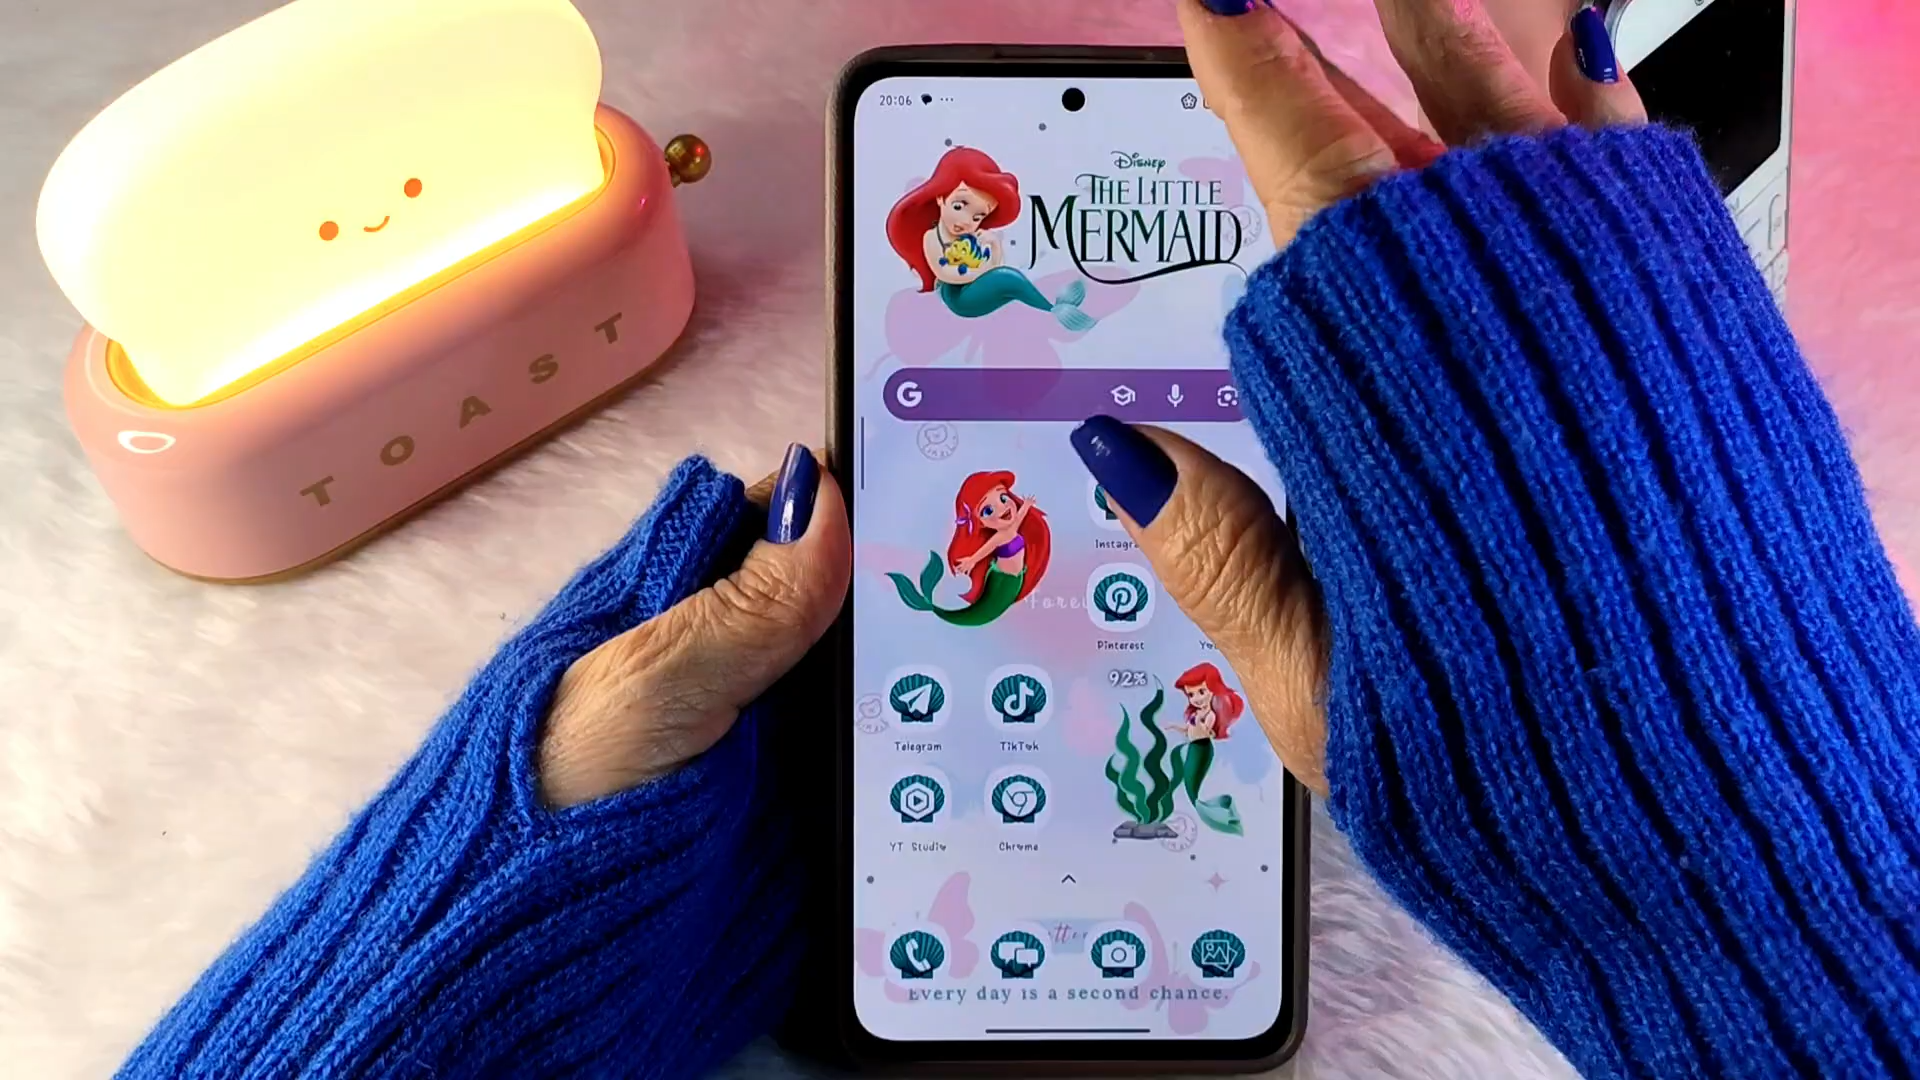 TOAST
20:06
Disney
THE LITTLE
MERMAID
G
Forei
Pinterest
92%
Telegram
TikTok
YT Studio
Chrome
Every day is a second chance.